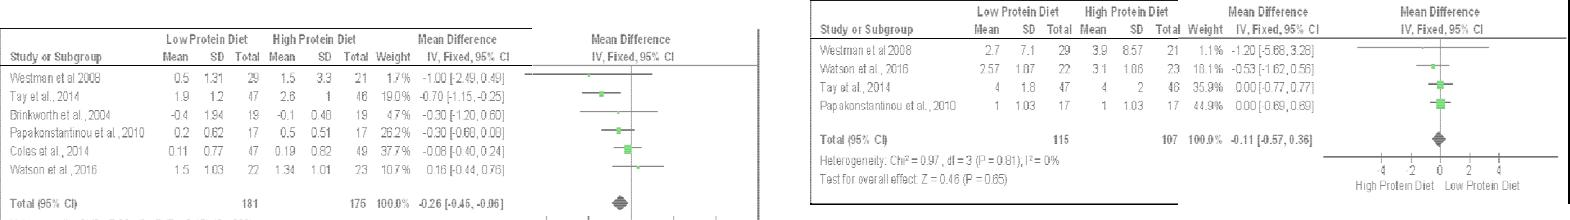 Low Protein Diet High Protein Diet Mean Difference Mean Difference
Study or Subgroup Mean SD Total Mean SD Total Weight IV, Fixed, 95% CI IV, Fixed, 95% CI
Westman et al 2008 0.5 1.31 29 1.5 3.3 21 1.7% -1.00 [-2.49, 0.49]
Tay et al., 2014 1.9 1.2 47 2.6 1 46 19.0% -0.70 [-1.15, -0.25]
Brinkworth et al., 2004 -0.4 1.94 19 -0.1 0.48 19 4.7% -0.30 [-1.20, 0.60]
Papakonstantinou et al., 2010 0.2 0.62 17 0.5 0.51 17 26.2% -0.30 [-0.68, 0.08]
Coles et al., 2014 0.11 0.77 47 0.19 0.82 49 37.7% -0.08 [-0.40, 0.24]
Watson et al., 2016 1.5 1.03 22 1.34 1.01 23 10.7% 0.16 [-0.44, 0.76]
Total (95% CI) 181 175 100.0% -0.26 [-0.45, -0.06]
Low Protein Diet High Protein Diet Mean Difference Mean Difference
Study or Subgroup Mean SD Total Mean SD Total Weight IV, Fixed, 95% CI IV, Fixed, 95% CI
Westman et al 2008 2.7 7.1 29 3.9 8.57 21 1.1% -1.20 [-5.68, 3.28]
Watson et al., 2016 2.57 1.87 22 3.1 1.86 23 18.1% -0.53 [-1.62, 0.56]
Tay et al., 2014 4 1.8 47 4 2 46 35.9% 0.00 [-0.77, 0.77]
Papakonstantinou et al., 2010 1 1.03 17 1 1.03 17 44.9% 0.00 [-0.69, 0.69]
Total (95% CI) 115 107 100.0% -0.11 [-0.57, 0.36]
Heterogeneity: Chi² = 0.97, df = 3 (P = 0.81); I² = 0%
Test for overall effect: Z = 0.46 (P = 0.65)
-4 -2 0 2 4
High Protein Diet Low Protein Diet